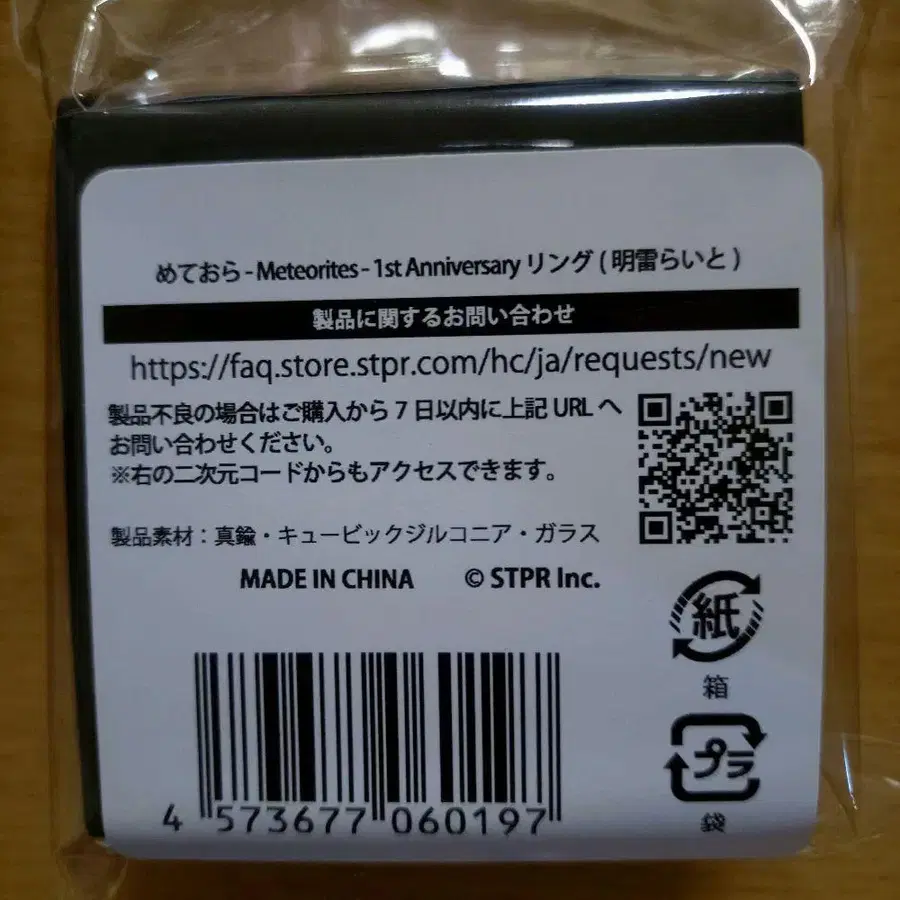 めておら - Meteorites - 1st Anniversary リング ( 明雷らいと )
製品に関するお問い合わせ
https://faq.store.stpr.com/hc/ja/requests/new
製品不良の場合はご購入から 7 日以内に上記 URL へ
お問い合わせください。
※右の二次元コードからもアクセスできます。
製品素材：真鍮・キュービックジルコニア・ガラス
MADE IN CHINA © STPR Inc.
紙
箱
プラ
袋
4 573677 060197